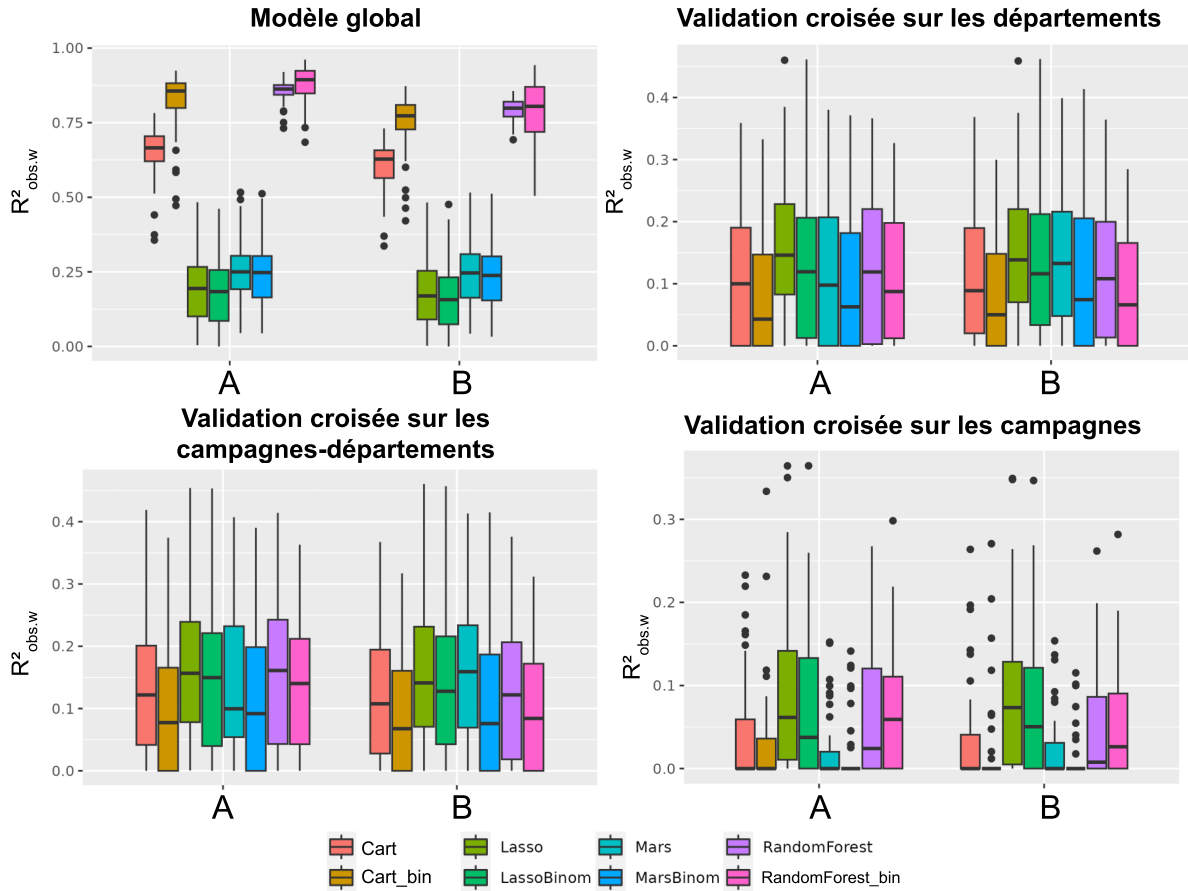 Modèle global
1.00
0.75
0.50
0.25
0.00
R²obs.w
A B
Validation croisée sur les départements
0.4
0.3
0.2
0.1
0.0
R²obs.w
A B
Validation croisée sur les
campagnes-départements
0.4
0.3
0.2
0.1
0.0
R²obs.w
A B
Validation croisée sur les campagnes
0.3
0.2
0.1
0.0
R²obs.w
A B
Cart Lasso Mars RandomForest
Cart_bin LassoBinom MarsBinom RandomForest_bin